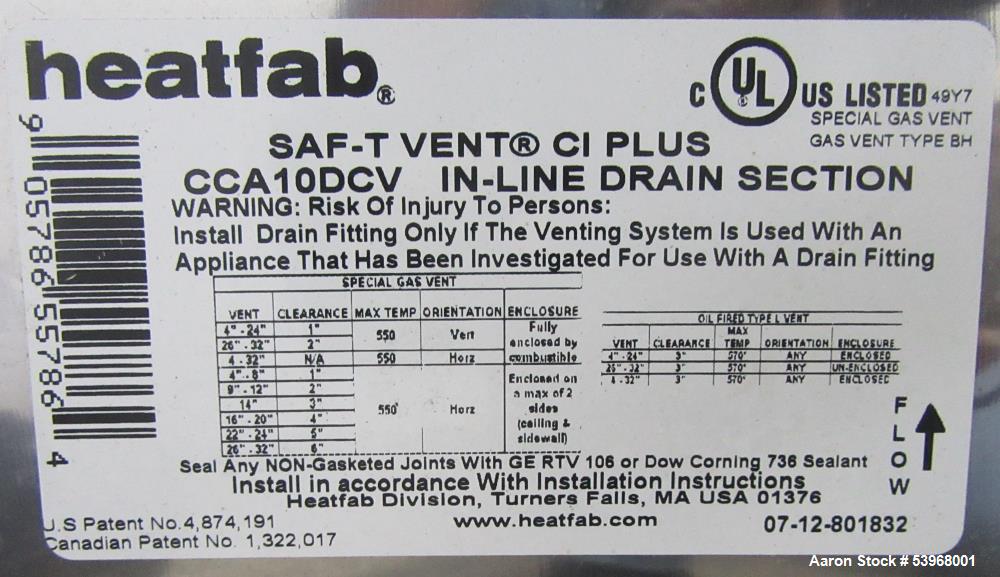 heatfab®
C UL® US LISTED 49Y7
SPECIAL GAS VENT
GAS VENT TYPE BH
SAF-T VENT® CI PLUS
CCA10DCV IN-LINE DRAIN SECTION
WARNING: Risk Of Injury To Persons:
Install Drain Fitting Only If The Venting System Is Used With An
Appliance That Has Been Investigated For Use With A Drain Fitting
9 05786 55786 4
SPECIAL GAS VENT
VENT CLEARANCE MAX TEMP ORIENTATION ENCLOSURE
4" - 24" 1" 550 Vert Fully enclosed by combustible
26" - 32" 2"
4 - 32" N/A 550 Horz
4" - 8" 1" 550° Horz Enclosed on a max of 2 sides (ceiling & sidewall)
9" - 12" 2"
14" 3"
16" - 20" 4"
22" - 24" 5"
26" - 32" 6"
OIL FIRED TYPE L VENT
VENT CLEARANCE MAX TEMP ORIENTATION ENCLOSURE
4" - 24" 3" 570° ANY ENCLOSED
26" - 32" 3" 570° ANY UN-ENCLOSED
4 - 32" 3" 570° ANY ENCLOSED
FLOW
Seal Any NON-Gasketed Joints With GE RTV 106 or Dow Corning 736 Sealant
Install in accordance With Installation Instructions
Heatfab Division, Turners Falls, MA USA 01376
U.S Patent No.4,874,191
Canadian Patent No. 1,322,017
www.heatfab.com
07-12-801832
Aaron Stock # 53968001